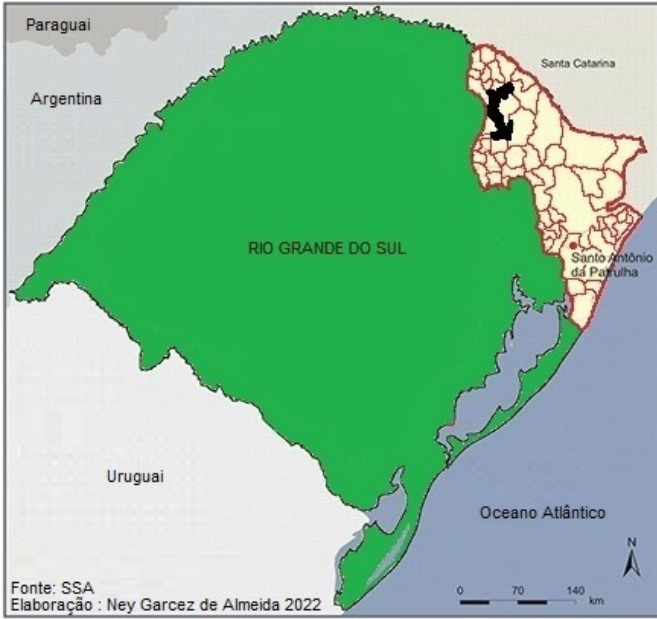 Paraguai
Santa Catarina
Argentina
RIO GRANDE DO SUL
Santo Antônio
da Patrulha
Uruguai
Oceano Atlântico
N
Fonte: SSA
Elaboração : Ney Garcez de Almeida 2022
0 70 140
km